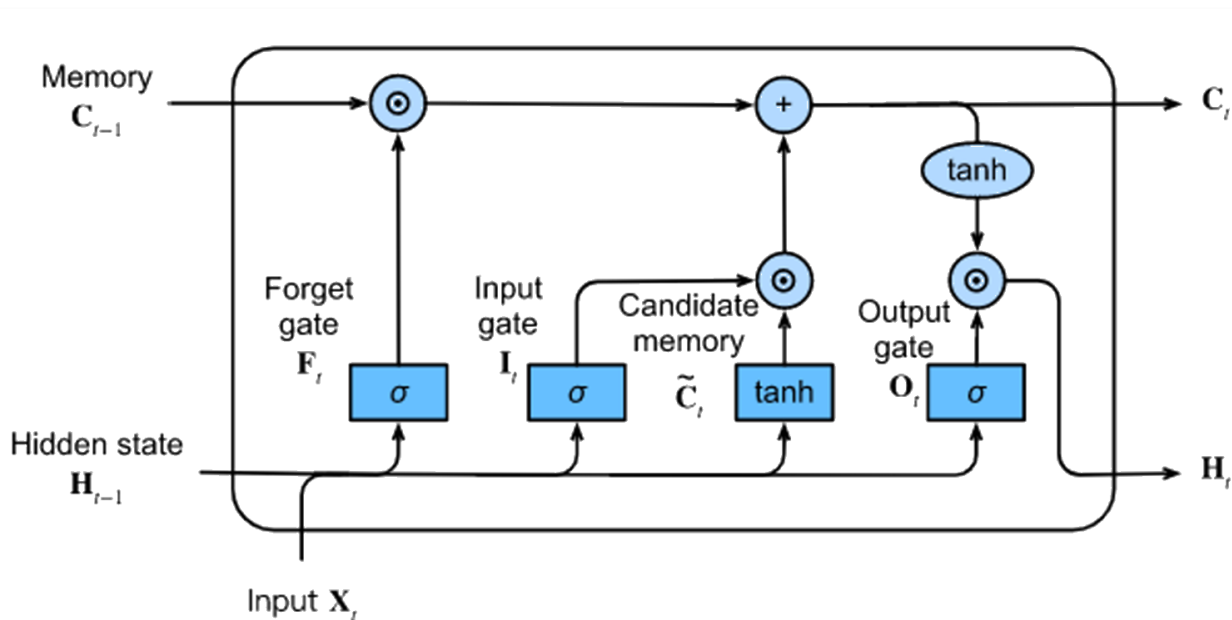 Memory
C_{t-1}
⊙
+
C_t
tanh
Forget
gate
F_t
Input
gate
I_t
⊙
Candidate
memory
C̃_t
⊙
Output
gate
O_t
σ
σ
tanh
σ
Hidden state
H_{t-1}
H_t
Input X_t